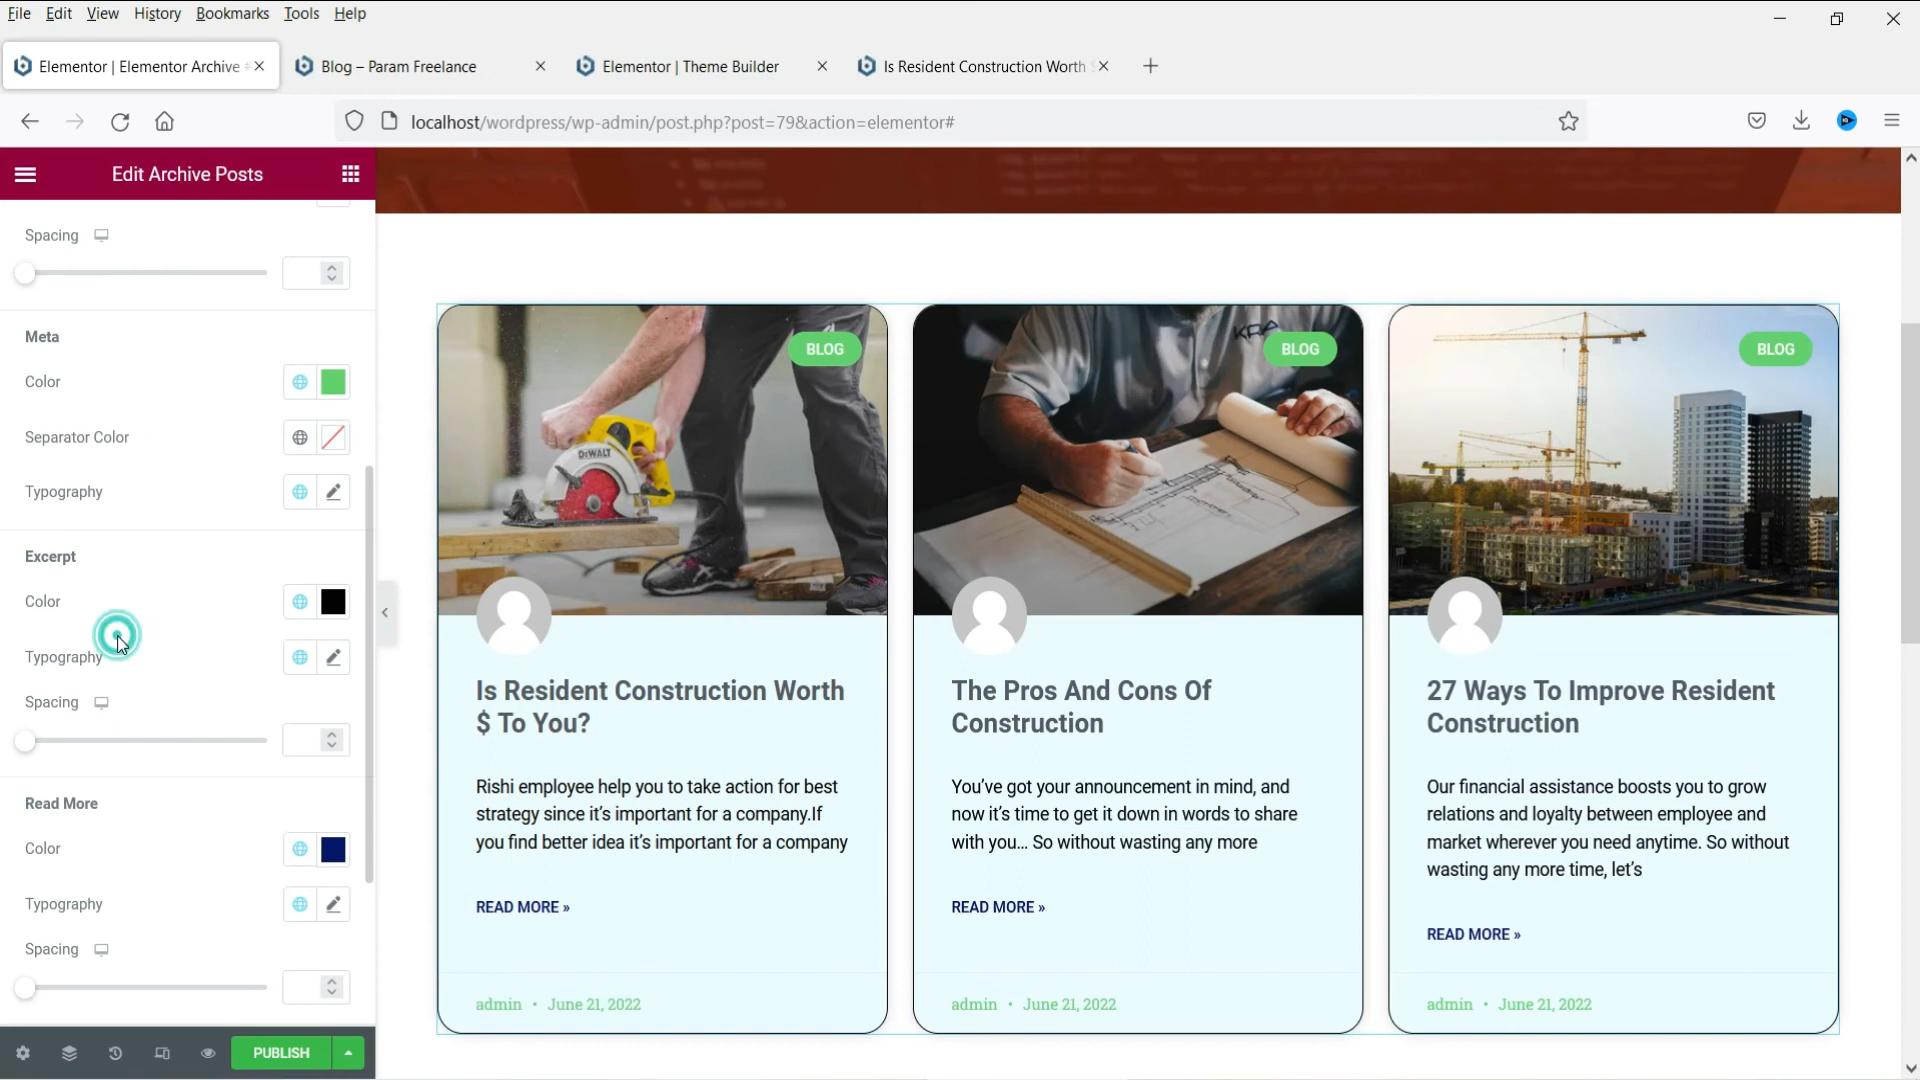 File Edit View History Bookmarks Tools Help
Elementor | Elementor Archive
Blog – Param Freelance
Elementor | Theme Builder
Is Resident Construction Worth
localhost/wordpress/wp-admin/post.php?post=79&action=elementor#
Edit Archive Posts
Spacing
Meta
Color
Separator Color
Typography
Excerpt
Color
Typography
Spacing
Read More
Color
Typography
Spacing
PUBLISH
BLOG
DEWALT
Is Resident Construction Worth
$ To You?
Rishi employee help you to take action for best
strategy since it’s important for a company.If
you find better idea it’s important for a company
READ MORE »
admin • June 21, 2022
BLOG
The Pros And Cons Of
Construction
You’ve got your announcement in mind, and
now it’s time to get it down in words to share
with you… So without wasting any more
READ MORE »
admin • June 21, 2022
BLOG
27 Ways To Improve Resident
Construction
Our financial assistance boosts you to grow
relations and loyalty between employee and
market wherever you need anytime. So without
wasting any more time, let’s
READ MORE »
admin • June 21, 2022